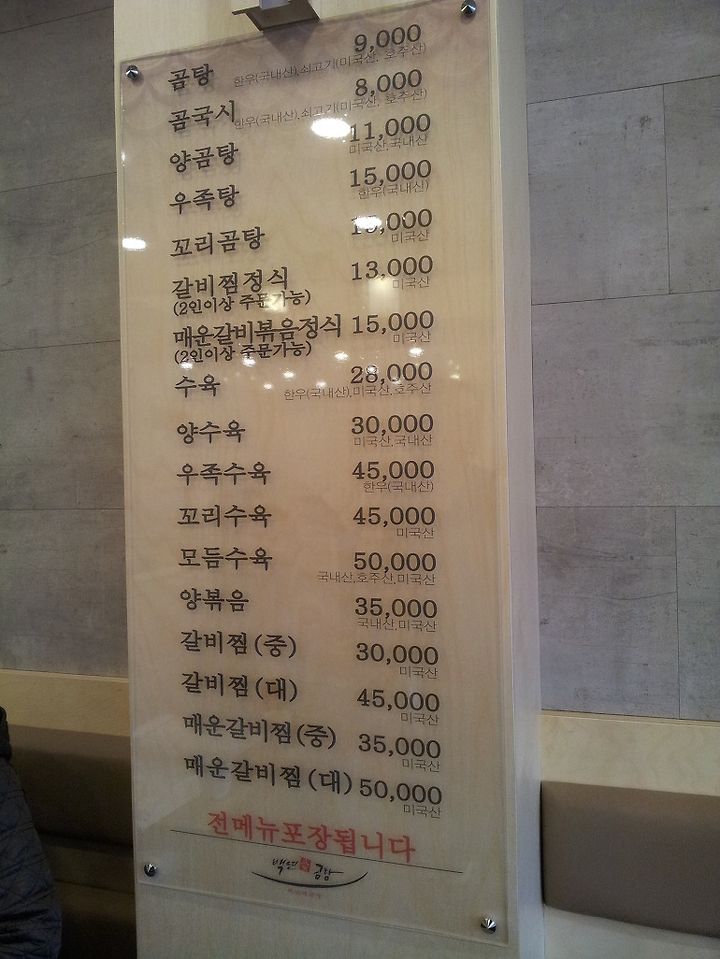 곰탕 9,000
한우(국내산),쇠고기(미국산, 호주산)
곰국시 8,000
한우(국내산),쇠고기(미국산, 호주산)
양곰탕 11,000
미국산,국내산
우족탕 15,000
한우(국내산)
꼬리곰탕
미국산
갈비찜정식 13,000
(2인이상 주문가능) 미국산
매운갈비볶음정식 15,000
(2인이상 주문가능) 미국산
수육 28,000
한우(국내산),미국산,호주산
양수육 30,000
미국산,국내산
우족수육 45,000
한우(국내산)
꼬리수육 45,000
미국산
모듬수육 50,000
국내산,호주산,미국산
양볶음 35,000
국내산,미국산
갈비찜(중) 30,000
미국산
갈비찜(대) 45,000
미국산
매운갈비찜(중) 35,000
미국산
매운갈비찜(대) 50,000
미국산
전메뉴포장됩니다
곰탕